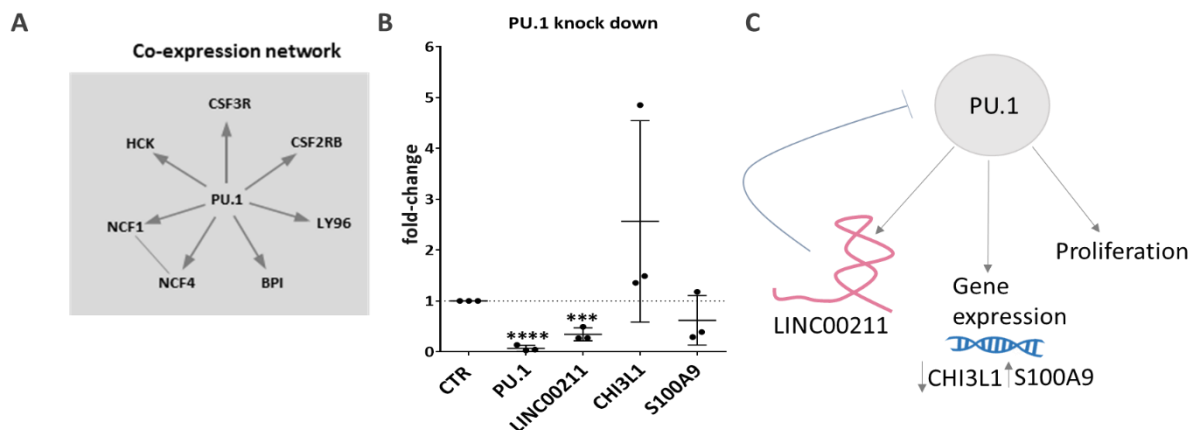 A
Co-expression network
CSF3R
HCK
CSF2RB
PU.1
NCF1
LY96
NCF4
BPI
B
PU.1 knock down
fold-change
6
5
4
3
2
1
0
****
***
CTR
PU.1
LINC00211
CHI3L1
S100A9
C
PU.1
LINC00211
Gene
expression
↓CHI3L1↑S100A9
Proliferation